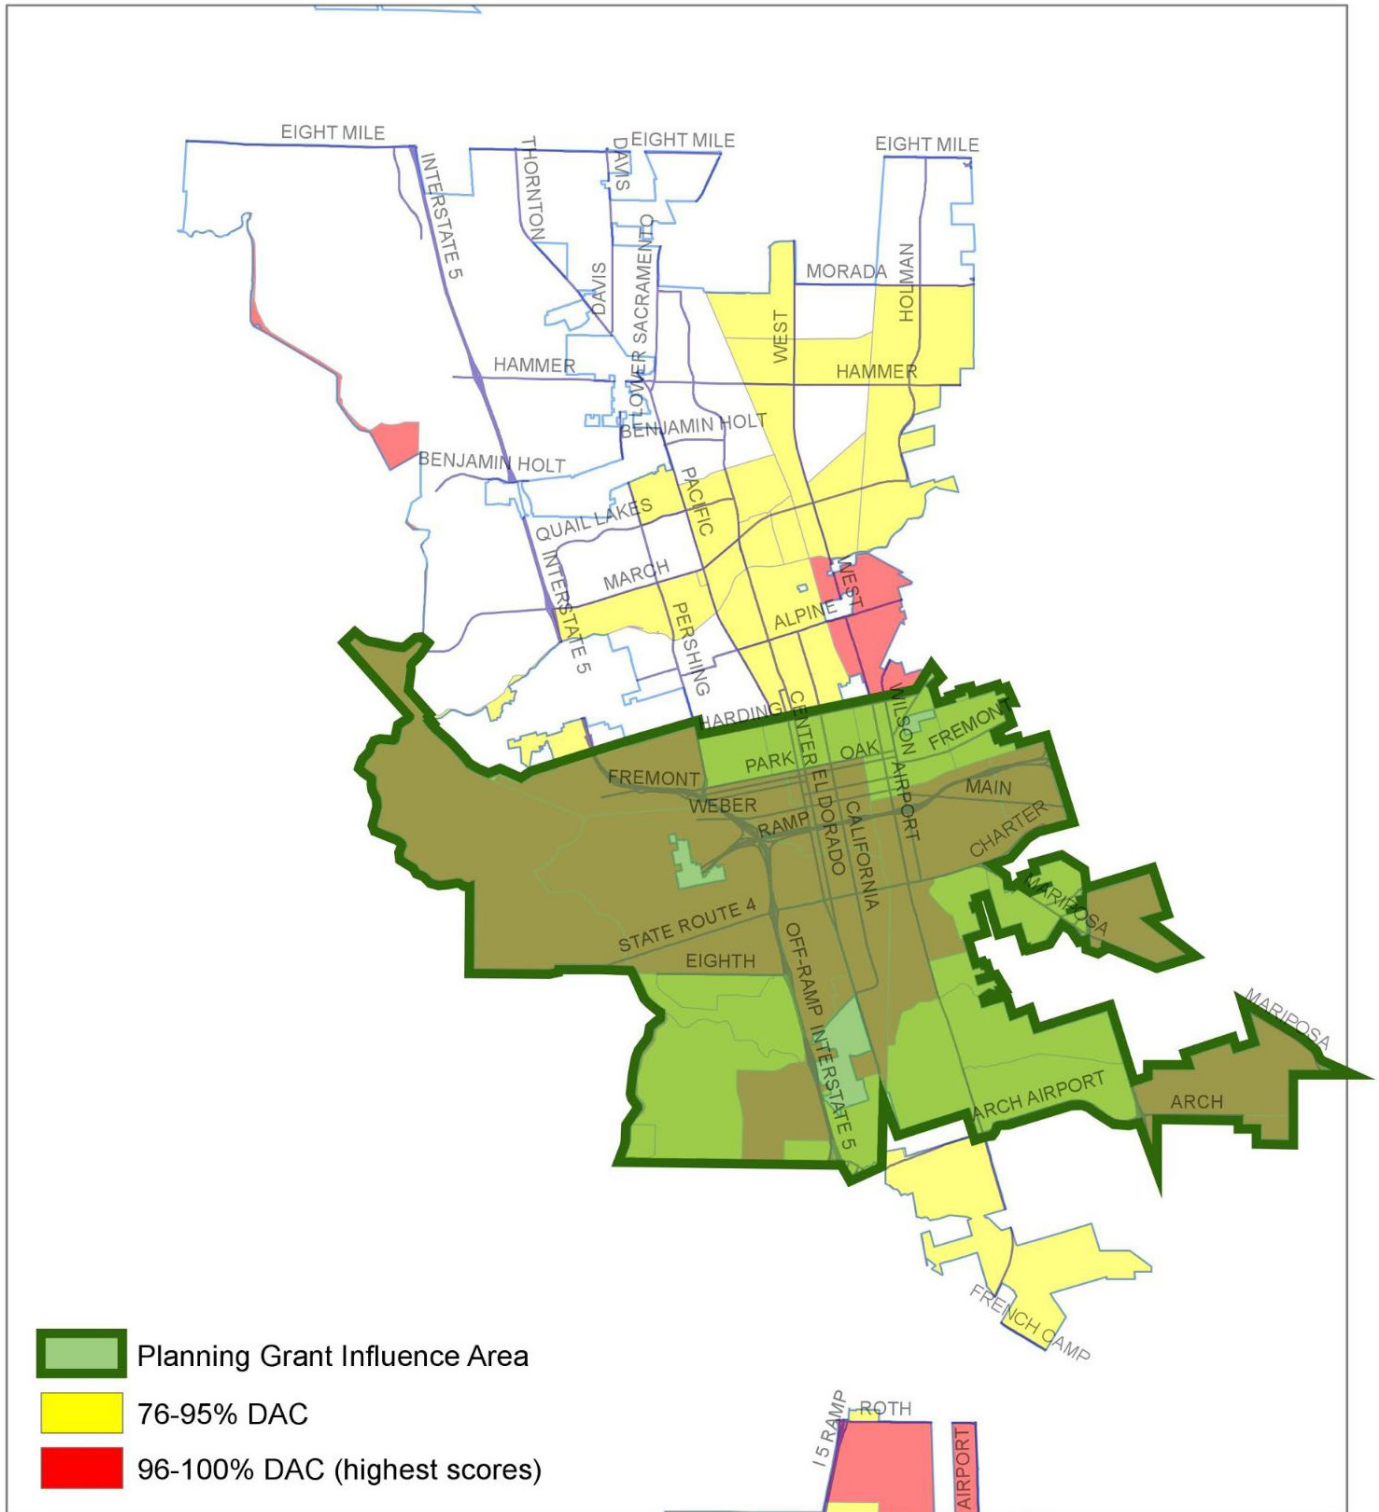 EIGHT MILE
EIGHT MILE
EIGHT MILE
INTERSTATE 5
THORNTON
DAVIS
DAVIS
LOWER SACRAMENTO
WEST
MORADA
HOLMAN
HAMMER
HAMMER
BENJAMIN HOLT
BENJAMIN HOLT
PACIFIC
QUAIL LAKES
MARCH
INTERSTATE 5
PERSHING
ALPINE
WEST
HARDING
CENTER
WILSON
FREMONT
PARK
OAK
FREMONT
WEBER
RAMP
EL DORADO
CALIFORNIA
AIRPORT
MAIN
CHARTER
MARIPOSA
STATE ROUTE 4
EIGHTH
OFF-RAMP
INTERSTATE 5
ARCH AIRPORT
ARCH
MARIPOSA
FRENCH CAMP
Planning Grant Influence Area
76-95% DAC
96-100% DAC (highest scores)
I 5 RAMP
ROTH
AIRPORT